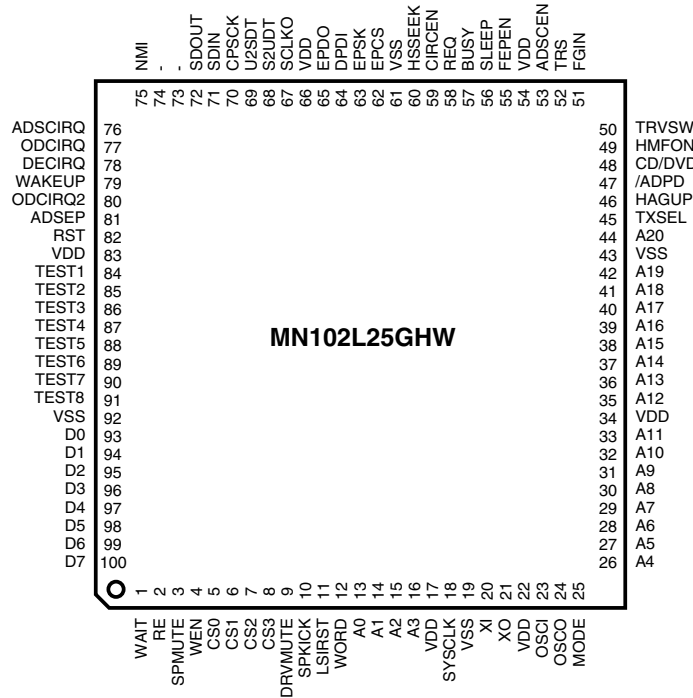 NMI
-
-
SDOUT
SDIN
CPSCK
U2SDT
S2UDT
SCLKO
VDD
EPDO
DPDI
EPSK
EPCS
VSS
HSSEEK
CIRCEN
REQ
BUSY
SLEEP
FEPEN
VDD
ADSCEN
TRS
FGIN
75 74 73 72 71 70 69 68 67 66 65 64 63 62 61 60 59 58 57 56 55 54 53 52 51
ADSCIRQ 76
ODCIRQ 77
DECIRQ 78
WAKEUP 79
ODCIRQ2 80
ADSEP 81
RST 82
VDD 83
TEST1 84
TEST2 85
TEST3 86
TEST4 87
TEST5 88
TEST6 89
TEST7 90
TEST8 91
VSS 92
D0 93
D1 94
D2 95
D3 96
D4 97
D5 98
D6 99
D7 100
MN102L25GHW
50 TRVSW
49 HMFON
48 CD/DVD
47 /ADPD
46 HAGUP
45 TXSEL
44 A20
43 VSS
42 A19
41 A18
40 A17
39 A16
38 A15
37 A14
36 A13
35 A12
34 VDD
33 A11
32 A10
31 A9
30 A8
29 A7
28 A6
27 A5
26 A4
1 2 3 4 5 6 7 8 9 10 11 12 13 14 15 16 17 18 19 20 21 22 23 24 25
WAIT
RE
SPMUTE
WEN
CS0
CS1
CS2
CS3
DRVMUTE
SPKICK
LSIRST
WORD
A0
A1
A2
A3
VDD
SYSCLK
VSS
XI
XO
VDD
OSCI
OSCO
MODE